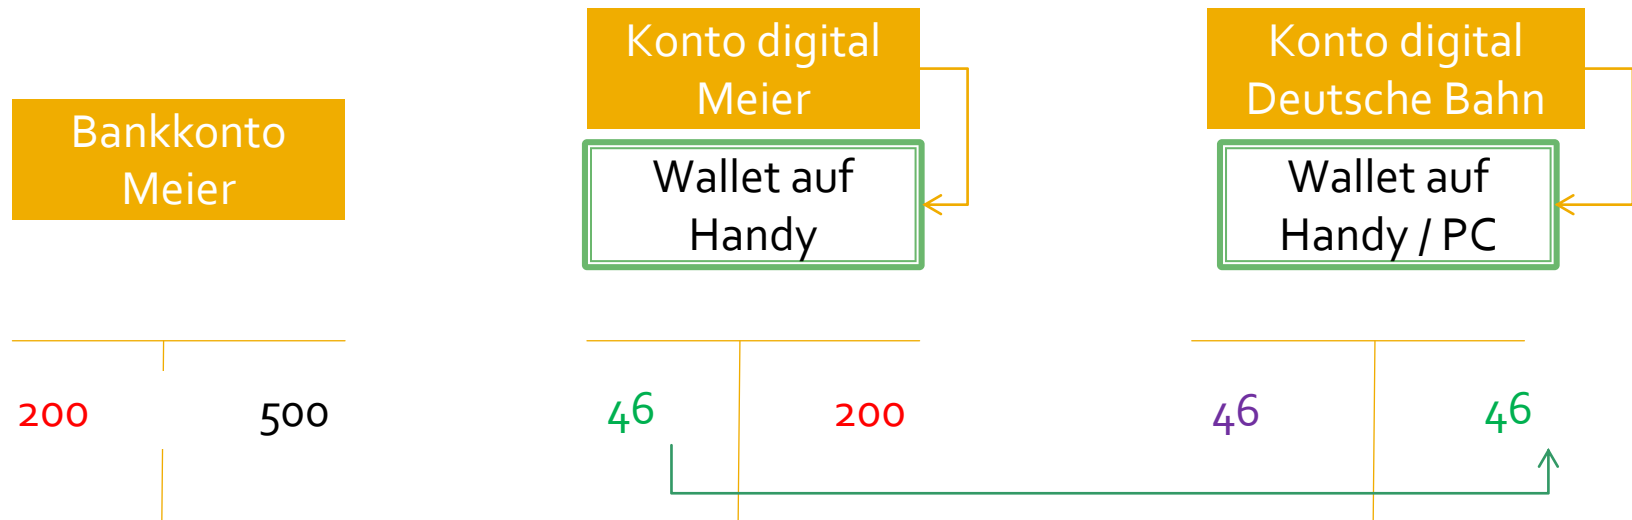 Bankkonto
Meier
Konto digital
Meier
Wallet auf
Handy
Konto digital
Deutsche Bahn
Wallet auf
Handy / PC
200 500
46 200
46 46